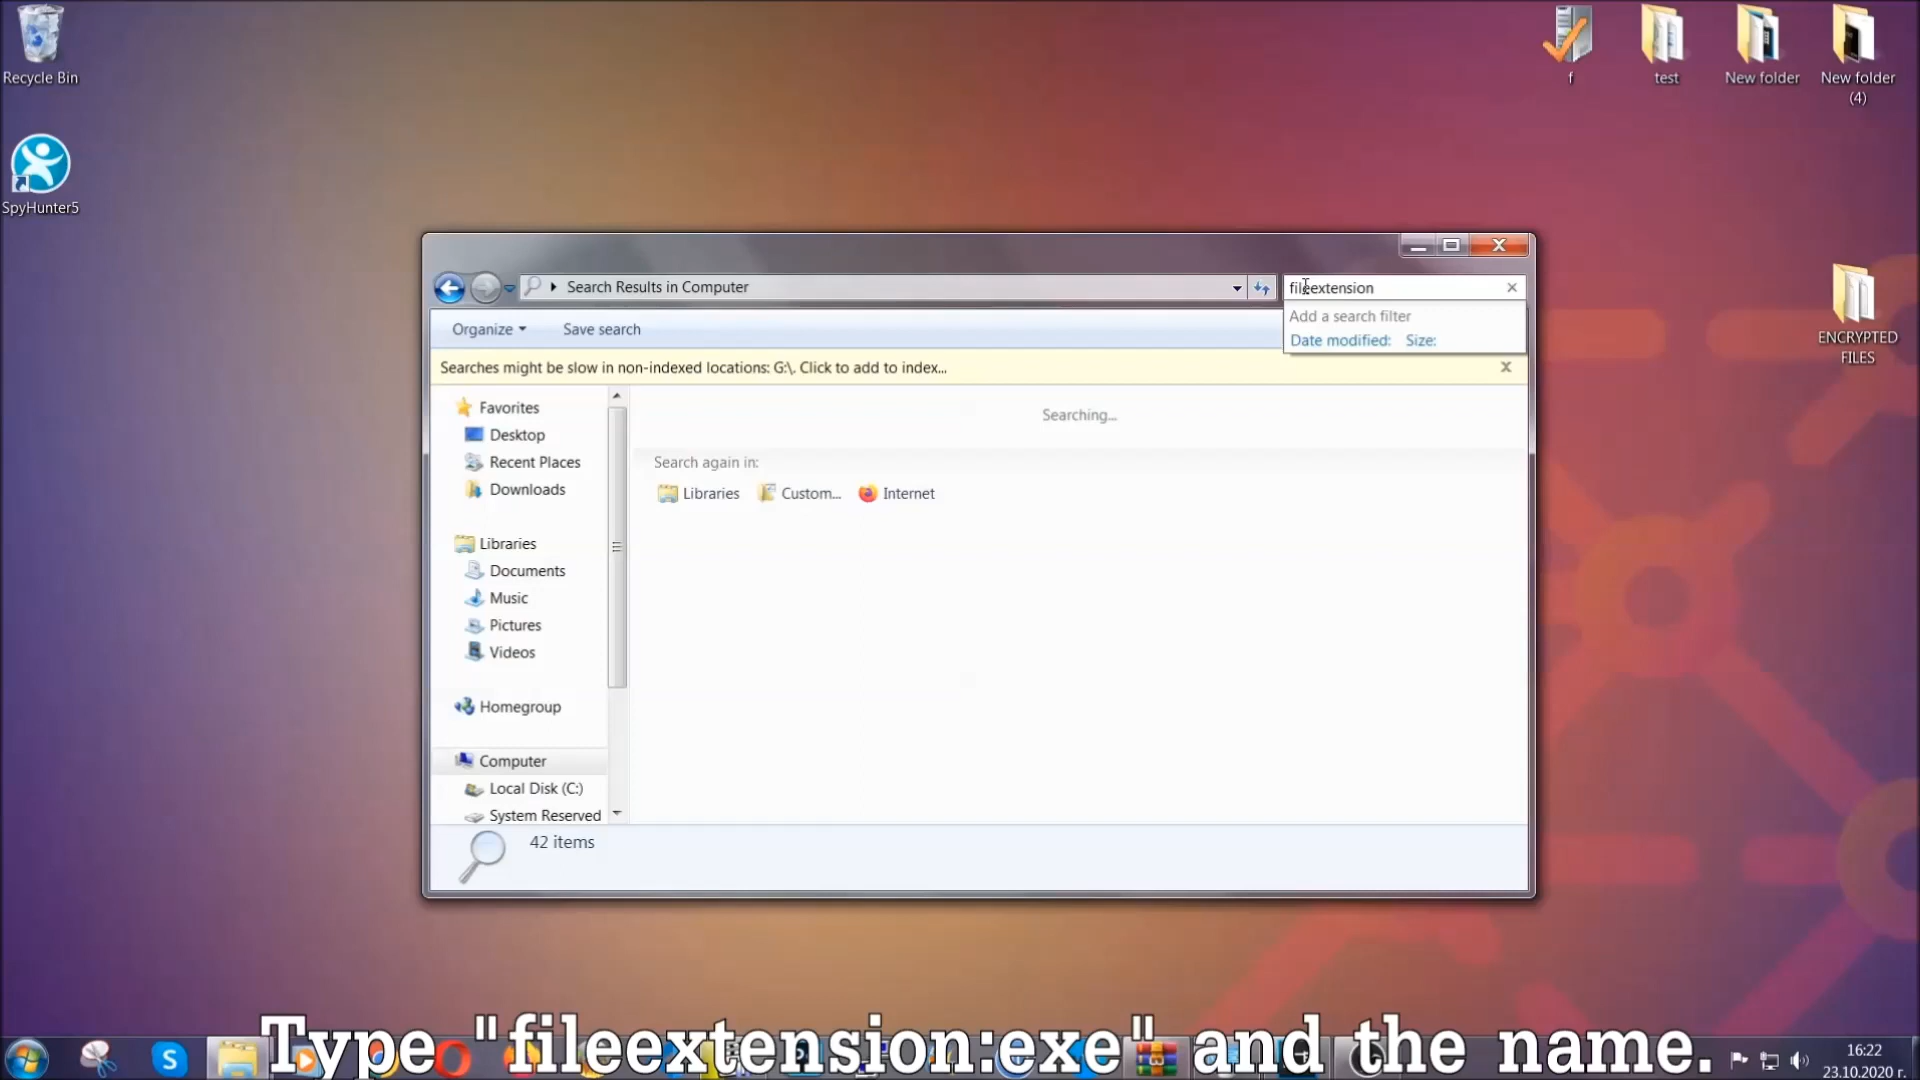 Recycle Bin
SpyHunter5
f
test
New folder
New folder
(4)
ENCRYPTED
FILES
Search Results in Computer
fileextension
Add a search filter
Date modified: Size:
Organize
Save search
Searches might be slow in non-indexed locations: G:\. Click to add to index...
Favorites
Desktop
Recent Places
Downloads
Libraries
Documents
Music
Pictures
Videos
Homegroup
Computer
Local Disk (C:)
System Reserved
Searching...
Search again in:
Libraries
Custom...
Internet
42 items
Type "fileextension:exe" and the name.
16:22
23.10.2020 г.